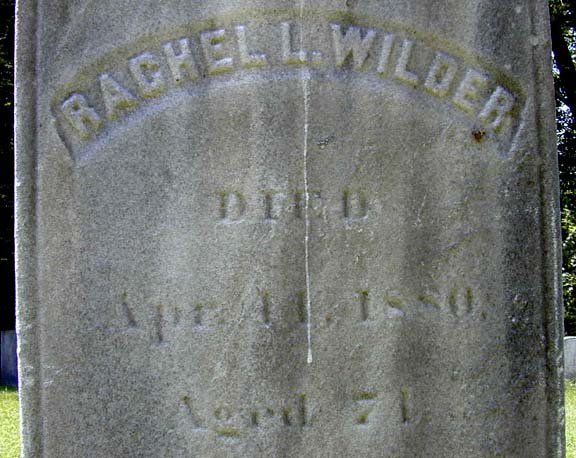 RACHEL L. WILDER
DIED
Apr. 11, 1880.
Aged 71.